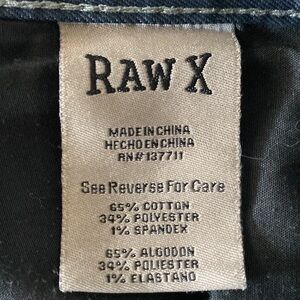 RAW X
MADE IN CHINA
HECHO EN CHINA
RN# 137711
See Reverse For Care
65% COTTON
34% POLYESTER
1% SPANDEX
65% ALGODON
34% POLIESTER
1% ELASTANO